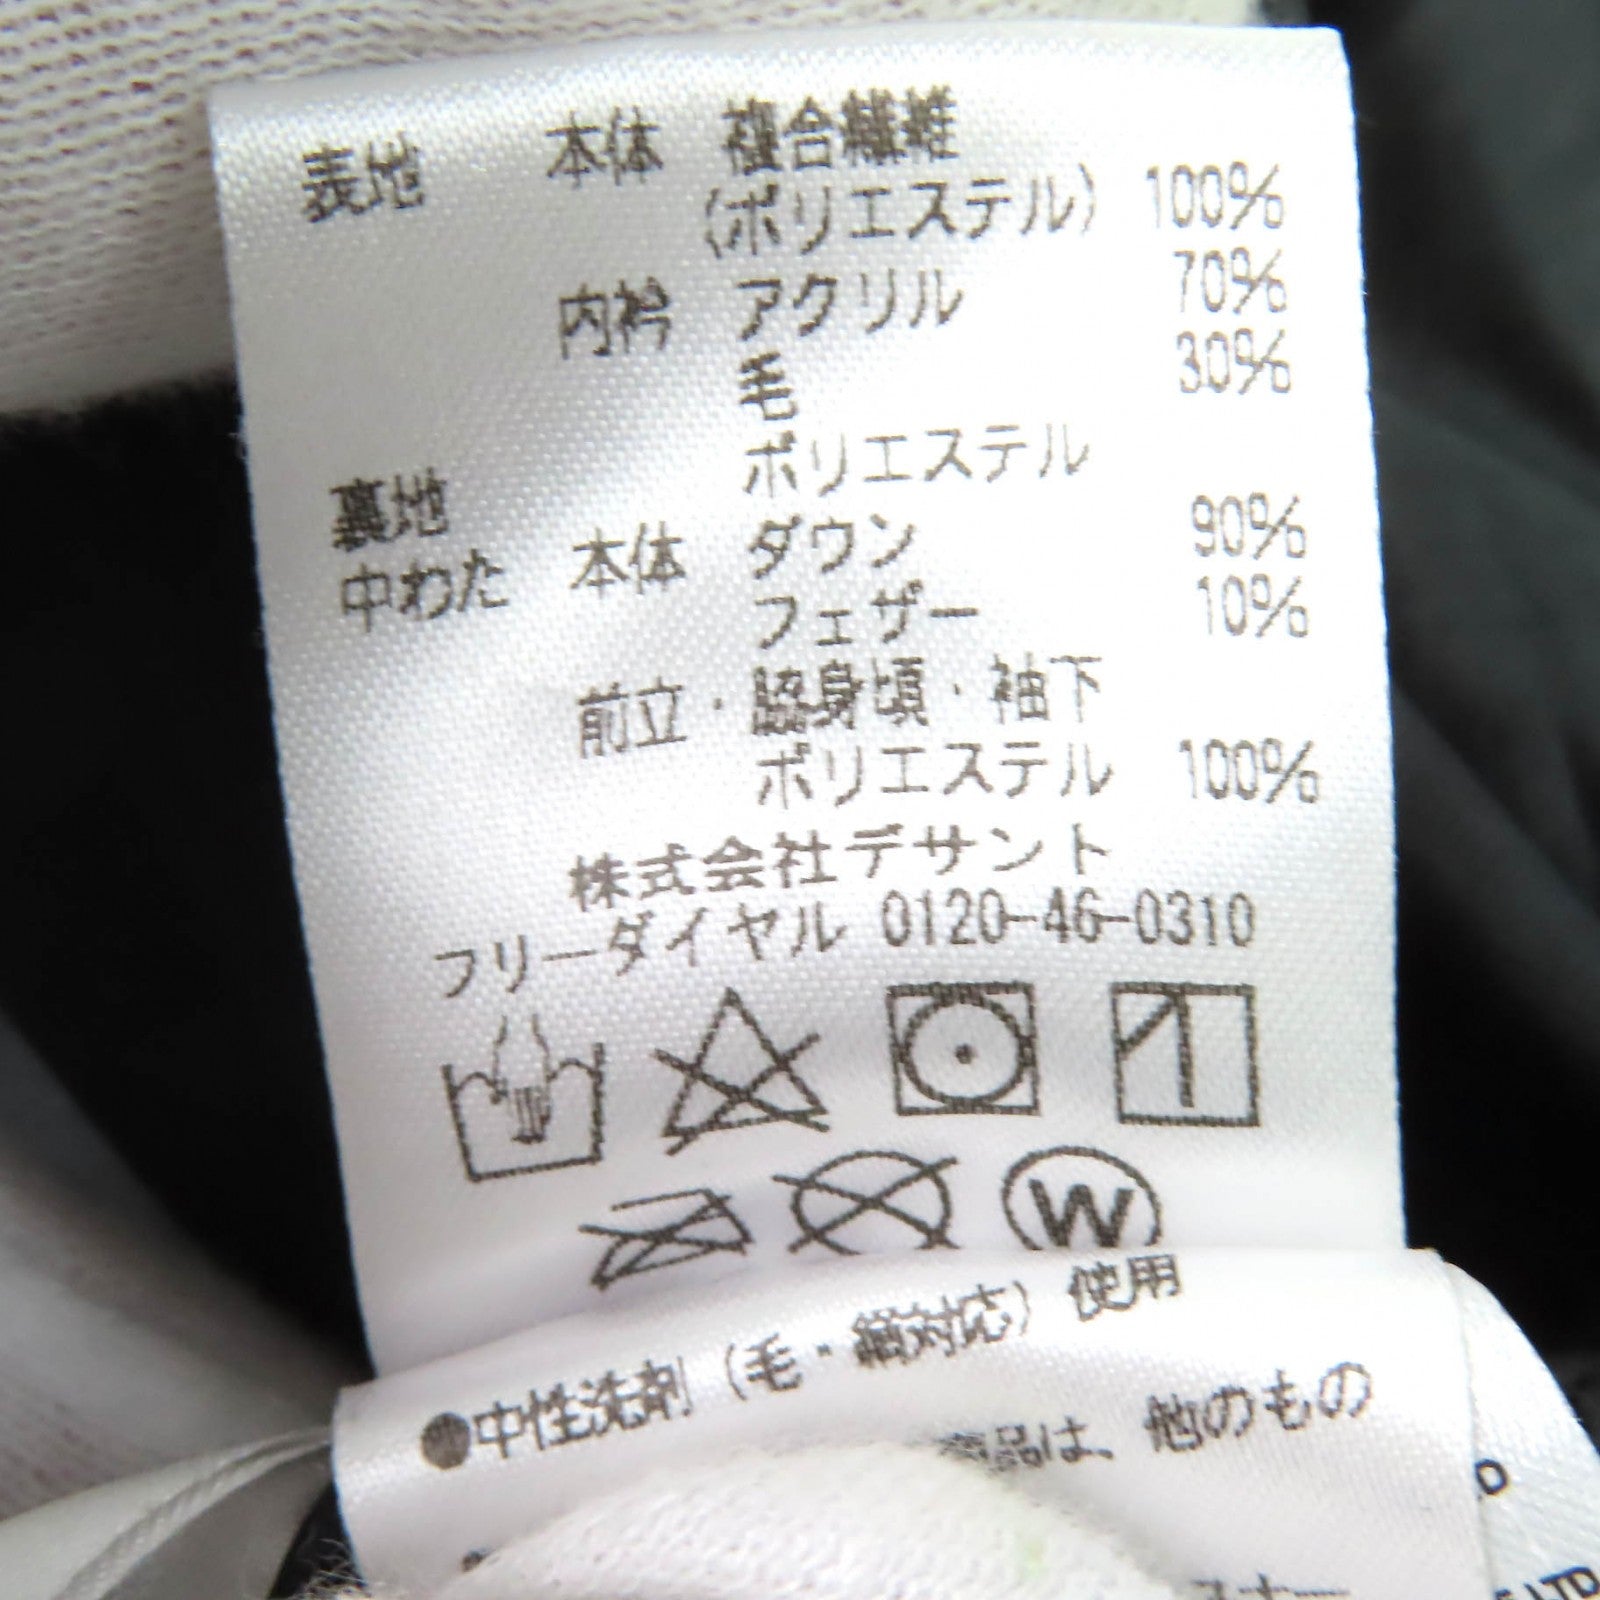 表地 本体 複合繊維
(ポリエステル) 100%
内衿 アクリル 70%
毛 30%
裏地 ポリエステル
中わた 本体 ダウン 90%
フェザー 10%
前立・脇身頃・袖下
ポリエステル 100%
株式会社デサント
フリーダイヤル 0120-46-0310
W
●中性洗剤（毛・絹対応）使用
商品は、他のもの
LTD